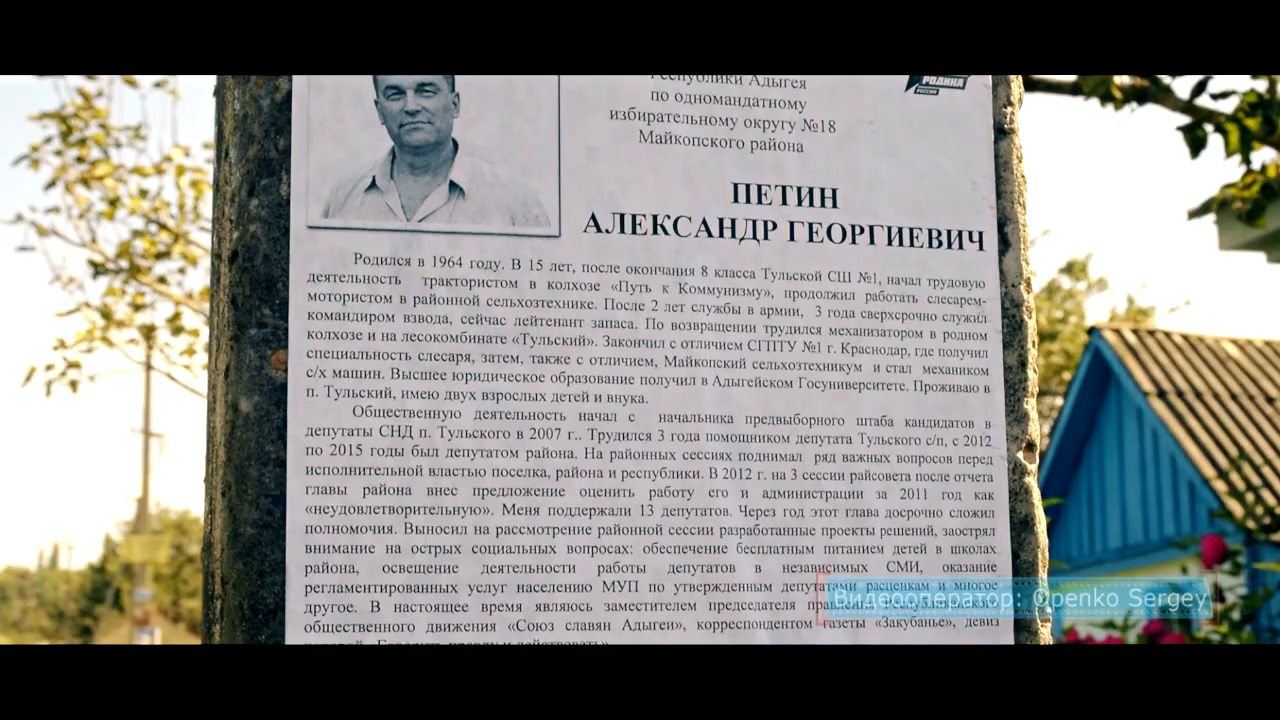 Республики Адыгея
РОДИНА
РОССИЯ
по одномандатному
избирательному округу №18
Майкопского района
ПЕТИН
АЛЕКСАНДР ГЕОРГИЕВИЧ
Родился в 1964 году. В 15 лет, после окончания 8 класса Тульской СШ №1, начал трудовую
деятельность трактористом в колхозе «Путь к Коммунизму», продолжил работать слесарем-
мотористом в районной сельхозтехнике. После 2 лет службы в армии, 3 года сверхсрочно служил
командиром взвода, сейчас лейтенант запаса. По возвращении трудился механизатором в родном
колхозе и на лесокомбинате «Тульский». Закончил с отличием СГПТУ №1 г. Краснодар, где получил
специальность слесаря, затем, также с отличием, Майкопский сельхозтехникум и стал механиком
с/х машин. Высшее юридическое образование получил в Адыгейском Госуниверситете. Проживаю в
п. Тульский, имею двух взрослых детей и внука.
Общественную деятельность начал с начальника предвыборного штаба кандидатов в
депутаты СНД п. Тульского в 2007 г.. Трудился 3 года помощником депутата Тульского с/п, с 2012
по 2015 годы был депутатом района. На районных сессиях поднимал ряд важных вопросов перед
исполнительной властью поселка, района и республики. В 2012 г. на 3 сессии райсовета после отчета
главы района внес предложение оценить работу его и администрации за 2011 год как
«неудовлетворительную». Меня поддержали 13 депутатов. Через год этот глава досрочно сложил
полномочия. Выносил на рассмотрение районной сессии разработанные проекты решений, заострял
внимание на острых социальных вопросах: обеспечение бесплатным питанием детей в школах
района, освещение деятельности работы депутатов в независимых СМИ, оказание
регламентированных услуг населению МУП по утвержденным депутатами расценкам и многое
другое. В настоящее время являюсь заместителем председателя
общественного движения «Союз славян Адыгеи», корреспондентом газеты «Закубанье», девиз
«Говорить правду и действовать»
Видеооператор: Openko Sergey